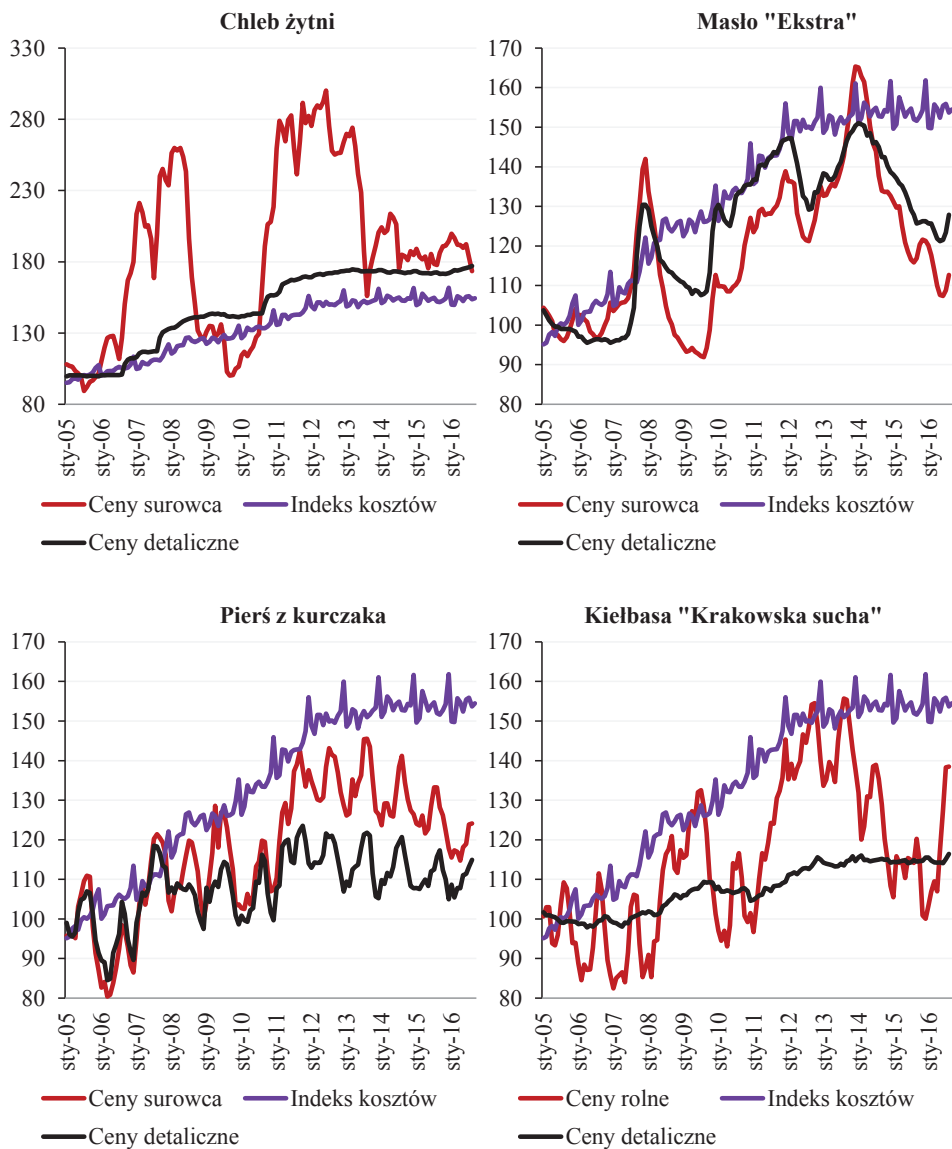 Chleb żytni
330
280
230
180
130
80
sty-05
sty-06
sty-07
sty-08
sty-09
sty-10
sty-11
sty-12
sty-13
sty-14
sty-15
sty-16
Ceny surowca
Indeks kosztów
Ceny detaliczne
Masło "Ekstra"
170
160
150
140
130
120
110
100
90
80
sty-05
sty-06
sty-07
sty-08
sty-09
sty-10
sty-11
sty-12
sty-13
sty-14
sty-15
sty-16
Ceny surowca
Indeks kosztów
Ceny detaliczne
Pierś z kurczaka
170
160
150
140
130
120
110
100
90
80
sty-05
sty-06
sty-07
sty-08
sty-09
sty-10
sty-11
sty-12
sty-13
sty-14
sty-15
sty-16
Ceny surowca
Indeks kosztów
Ceny detaliczne
Kiełbasa "Krakowska sucha"
170
160
150
140
130
120
110
100
90
80
sty-05
sty-06
sty-07
sty-08
sty-09
sty-10
sty-11
sty-12
sty-13
sty-14
sty-15
sty-16
Ceny rolne
Indeks kosztów
Ceny detaliczne